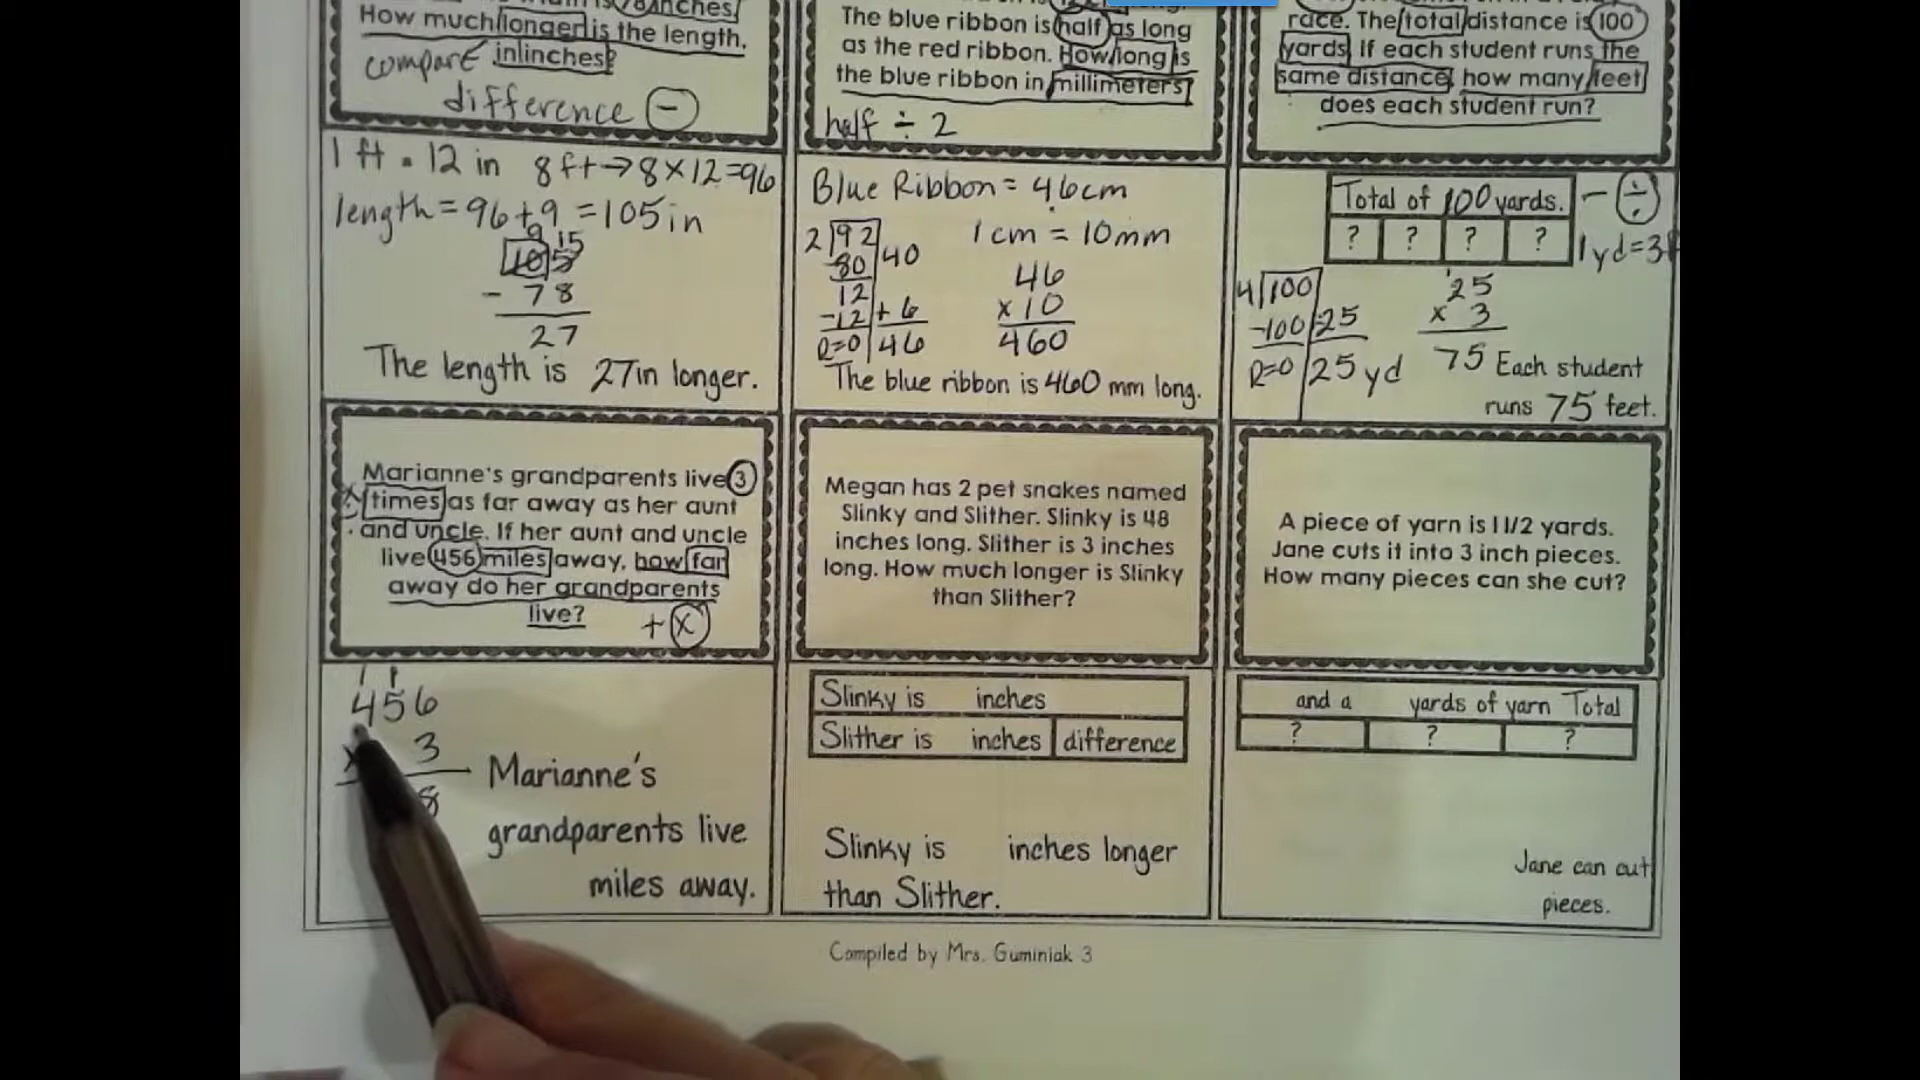 78 inches.
How much longer is the length,
in inches?
compare
difference -
1 ft = 12 in 8 ft → 8 x 12 = 96
length = 96 + 9 = 105 in
9 15
105
- 78
27
The length is 27 in longer.
The blue ribbon is half as long
as the red ribbon. How long is
the blue ribbon in millimeters?
half ÷ 2
Blue Ribbon = 46 cm
1 cm = 10 mm
2 92
80 40
12
-12 + 6
R=0 46
46
x 10
460
The blue ribbon is 460 mm long.
race. The total distance is 100
yards. If each student runs the
same distance, how many feet
does each student run?
Total of 100 yards. - ÷
? ? ? ?
1 yd = 3
4 100
-100 25
R=0 25 yd
1
25
x 3
75 Each student
runs 75 feet.
Marianne's grandparents live 3
times as far away as her aunt
and uncle. If her aunt and uncle
live 456 miles away, how far
away do her grandparents
live?
+ x
1 1
456
x 3
8
Marianne's
grandparents live
miles away.
Megan has 2 pet snakes named
Slinky and Slither. Slinky is 48
inches long. Slither is 3 inches
long. How much longer is Slinky
than Slither?
Slinky is inches
Slither is inches difference
Slinky is inches longer
than Slither.
A piece of yarn is 1 1/2 yards.
Jane cuts it into 3 inch pieces.
How many pieces can she cut?
and a yards of yarn Total
? ? ?
Jane can cut
pieces.
Compiled by Mrs. Guminiak 3